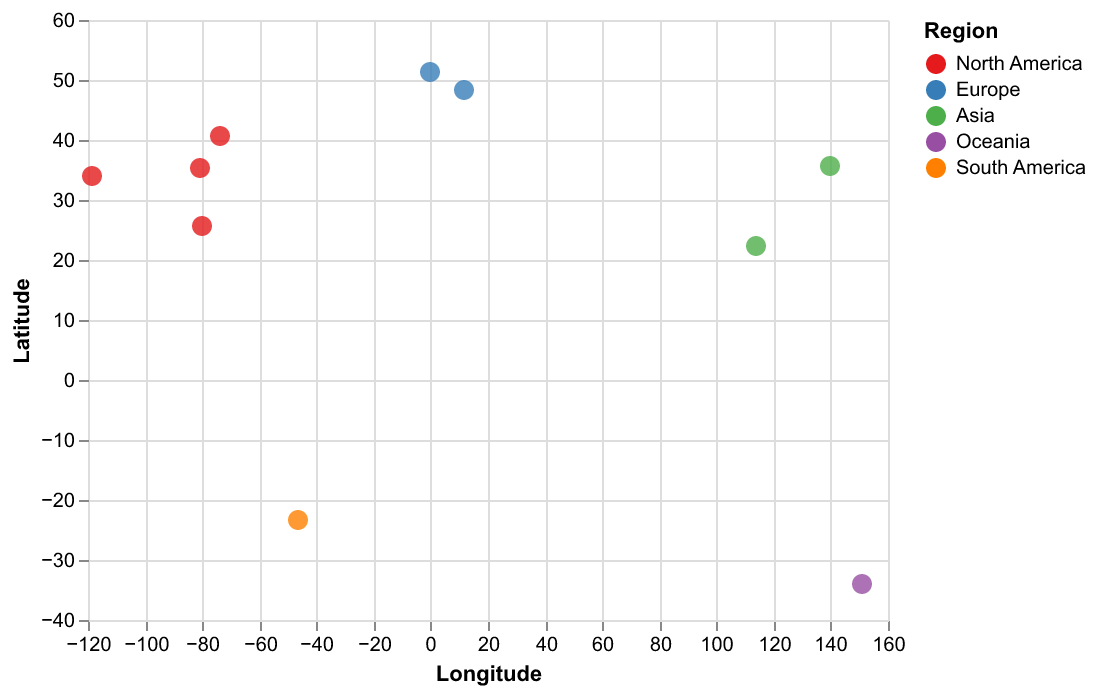 60
50
40
30
20
10
0
−10
−20
−30
−40
Latitude
−120 −100 −80 −60 −40 −20 0 20 40 60 80 100 120 140 160
Longitude
Region
North America
Europe
Asia
Oceania
South America